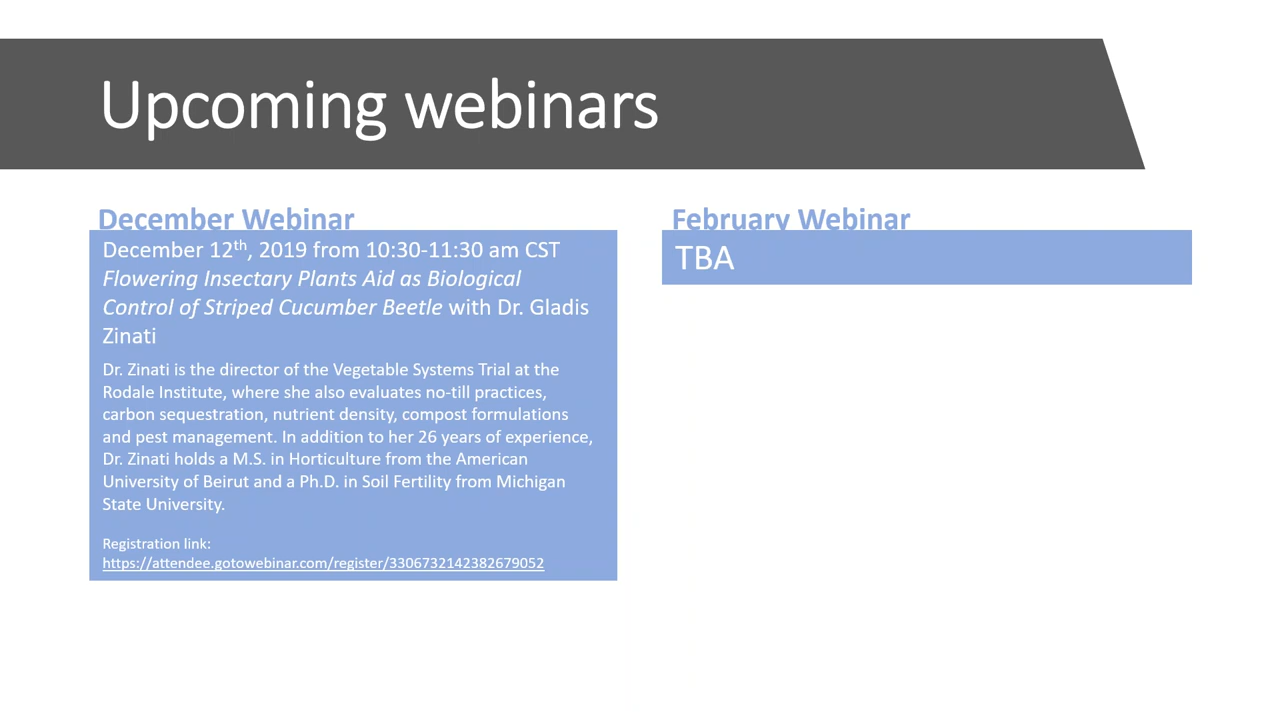 Upcoming webinars
December Webinar
December 12th, 2019 from 10:30-11:30 am CST
Flowering Insectary Plants Aid as Biological
Control of Striped Cucumber Beetle with Dr. Gladis
Zinati
Dr. Zinati is the director of the Vegetable Systems Trial at the
Rodale Institute, where she also evaluates no-till practices,
carbon sequestration, nutrient density, compost formulations
and pest management. In addition to her 26 years of experience,
Dr. Zinati holds a M.S. in Horticulture from the American
University of Beirut and a Ph.D. in Soil Fertility from Michigan
State University.
Registration link:
https://attendee.gotowebinar.com/register/3306732142382679052
February Webinar
TBA